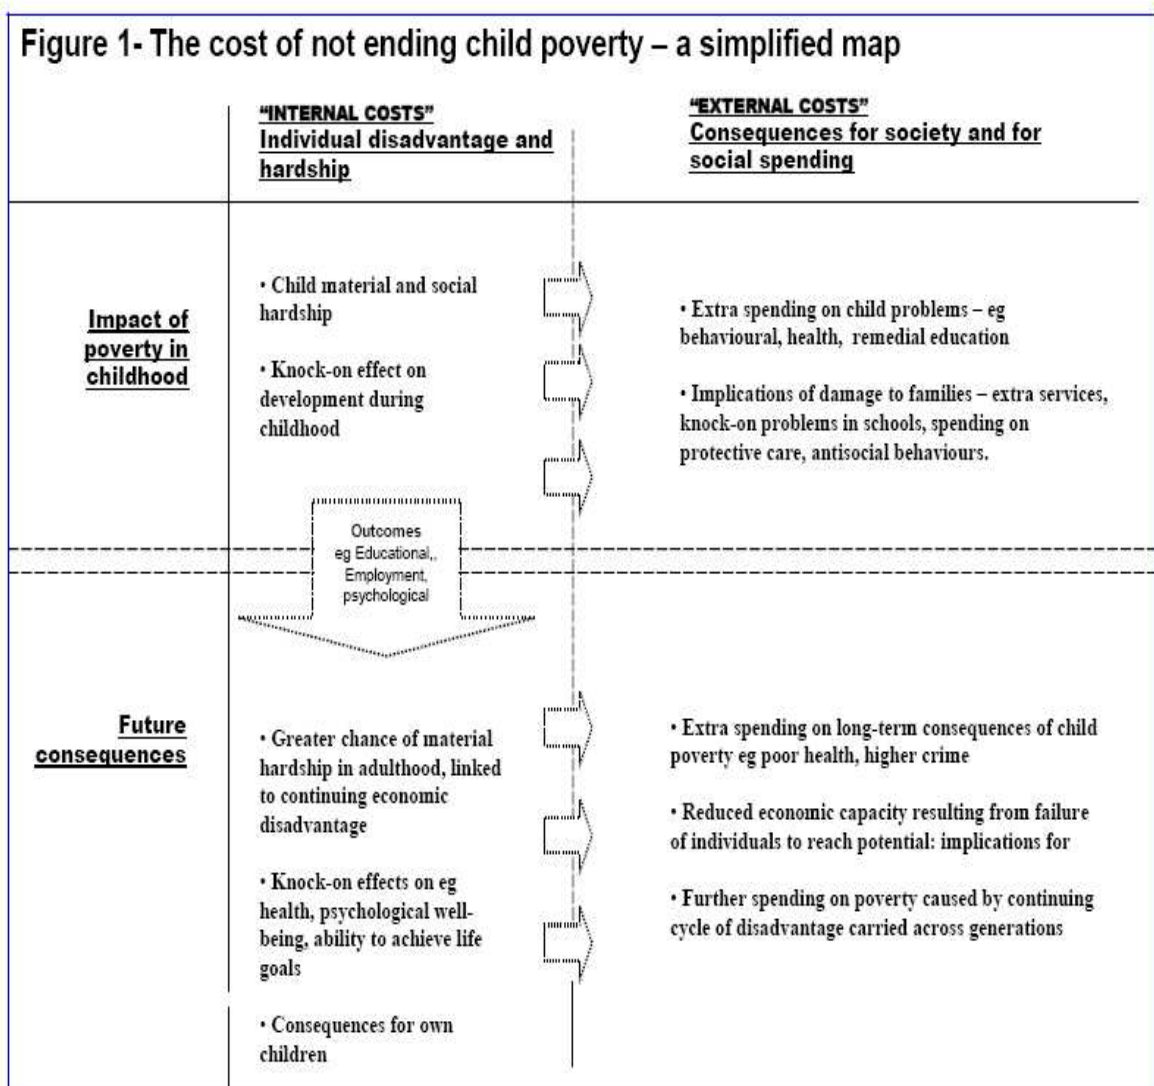 Figure 1- The cost of not ending child poverty – a simplified map
"INTERNAL COSTS"
Individual disadvantage and
hardship
"EXTERNAL COSTS"
Consequences for society and for
social spending
Impact of
poverty in
childhood
• Child material and social
hardship
• Knock-on effect on
development during
childhood
• Extra spending on child problems – eg
behavioural, health, remedial education
• Implications of damage to families – extra services,
knock-on problems in schools, spending on
protective care, antisocial behaviours.
Outcomes
eg Educational,,
Employment,
psychological
Future
consequences
• Greater chance of material
hardship in adulthood, linked
to continuing economic
disadvantage
• Knock-on effects on eg
health, psychological well-
being, ability to achieve life
goals
• Consequences for own
children
• Extra spending on long-term consequences of child
poverty eg poor health, higher crime
• Reduced economic capacity resulting from failure
of individuals to reach potential: implications for
• Further spending on poverty caused by continuing
cycle of disadvantage carried across generations